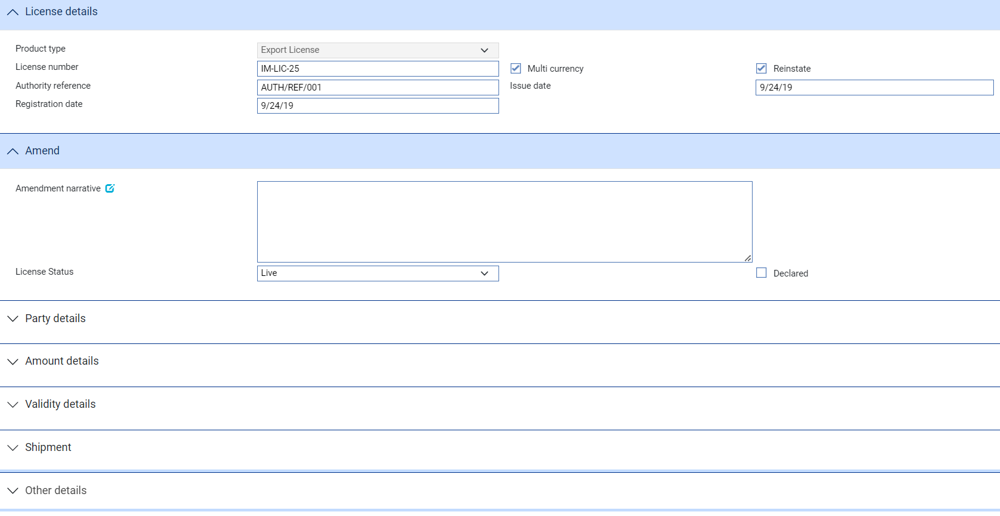 License details
Product type Export License
License number IM-LIC-25 Multi currency Reinstate
Authority reference AUTH/REF/001 Issue date 9/24/19
Registration date 9/24/19
Amend
Amendment narrative
License Status Live Declared
Party details
Amount details
Validity details
Shipment
Other details